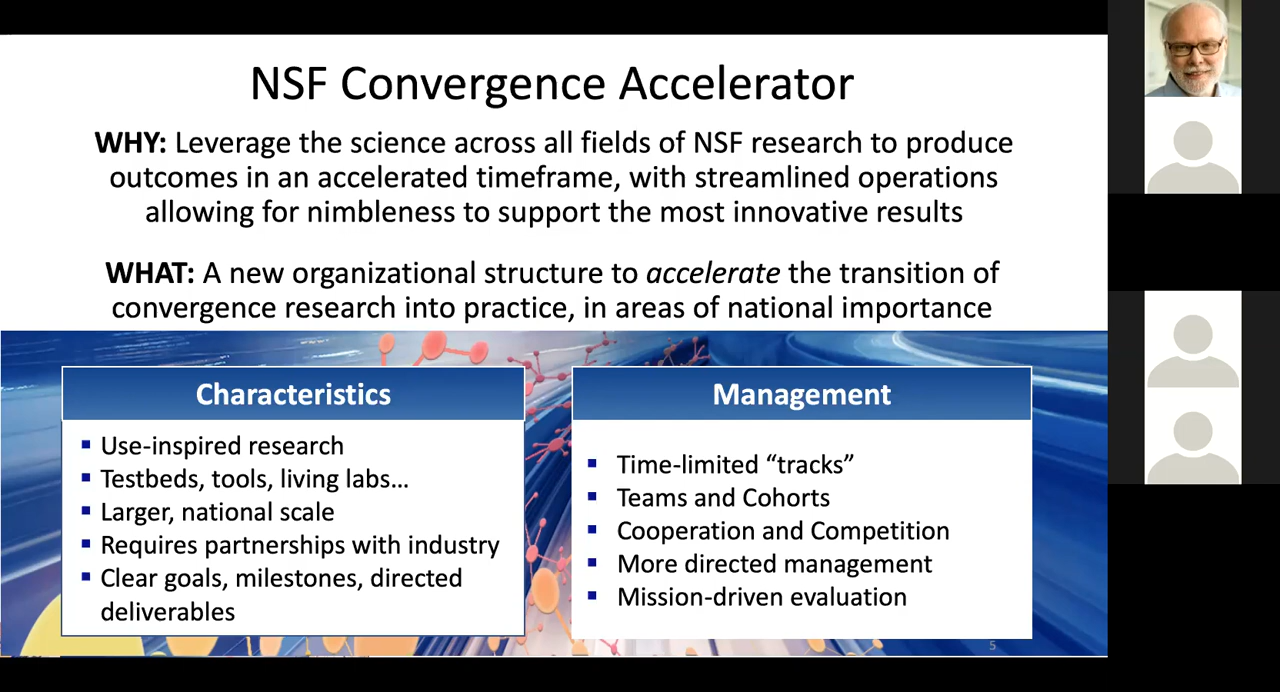 NSF Convergence Accelerator
WHY: Leverage the science across all fields of NSF research to produce
outcomes in an accelerated timeframe, with streamlined operations
allowing for nimbleness to support the most innovative results
WHAT: A new organizational structure to accelerate the transition of
convergence research into practice, in areas of national importance
Characteristics
▪ Use-inspired research
▪ Testbeds, tools, living labs…
▪ Larger, national scale
▪ Requires partnerships with industry
▪ Clear goals, milestones, directed
deliverables
Management
▪ Time-limited “tracks”
▪ Teams and Cohorts
▪ Cooperation and Competition
▪ More directed management
▪ Mission-driven evaluation
5